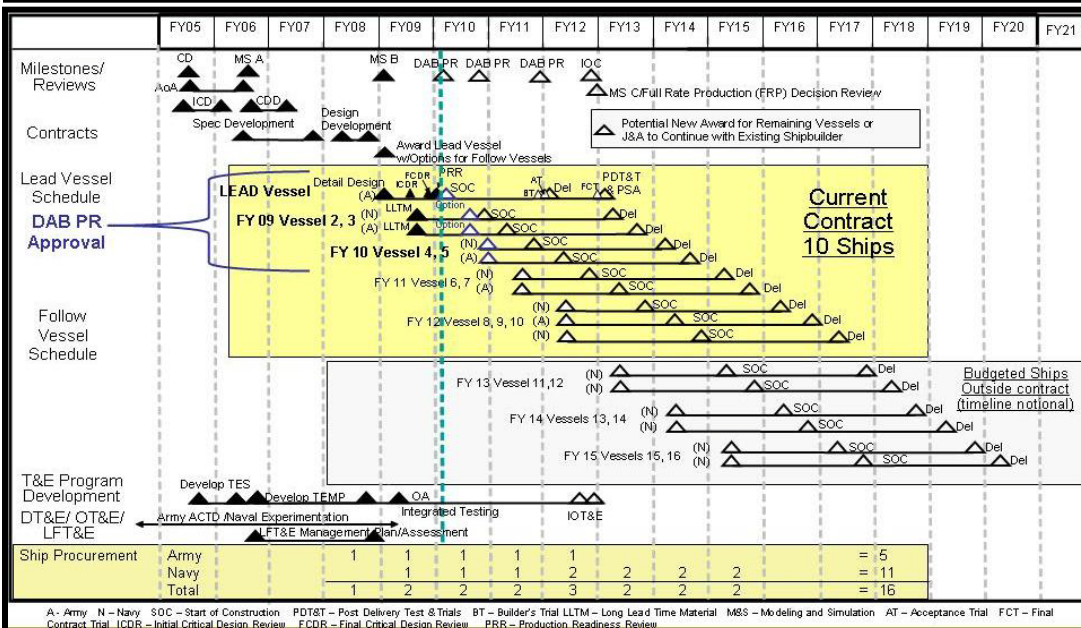 FY05 FY06 FY07 FY08 FY09 FY10 FY11 FY12 FY13 FY14 FY15 FY16 FY17 FY18 FY19 FY20 FY21
Milestones/
Reviews
CD MS A MS B DAB PR DAB PR DAB PR IOC
AoA
MS C/Full Rate Production (FRP) Decision Review
ICD CDD
Contracts
Spec Development
Design
Development
Potential New Award for Remaining Vessels or
J&A to Continue with Existing Shipbuilder
Award Lead Vessel
w/Options for Follow Vessels
Lead Vessel
Schedule
DAB PR
Approval
LEAD Vessel
Detail Design
(A)
ICDR
FCDR
PRR
SOC
AT
BT/
Del
FCT
PDT&T
& PSA
Current
Contract
10 Ships
FY 09 Vessel 2, 3
(N) LLTM Option SOC Del
(A) LLTM Option SOC Del
FY 10 Vessel 4, 5
(N) SOC Del
(A) SOC Del
FY 11 Vessel 6, 7
(N) SOC Del
(A) SOC Del
Follow
Vessel
Schedule
FY 12 Vessel 8, 9, 10
(N) SOC Del
(A) SOC Del
(N) SOC Del
FY 13 Vessel 11,12
(N) SOC Del
(N) SOC Del
Budgeted Ships
Outside contract
(timeline notional)
FY 14 Vessels 13, 14
(N) SOC Del
(N) SOC Del
FY 15 Vessels 15, 16
(N) SOC Del
(N) SOC Del
T&E Program
Development
Develop TES
Develop TEMP
OA
Integrated Testing
IOT&E
DT&E/ OT&E/
LFT&E
Army ACTD /Naval Experimentation
LFT&E Management Plan/Assessment
Ship Procurement Army 1 1 1 1 1 = 5
Navy 1 1 1 2 2 2 2 = 11
Total 1 2 2 2 3 2 2 2 = 16
A - Army N – Navy SOC – Start of Construction PDT&T – Post Delivery Test & Trials BT – Builder's Trial LLTM – Long Lead Time Material M&S – Modeling and Simulation AT – Acceptance Trial FCT – Final
Contract Trial ICDR – Initial Critical Design Review FCDR – Final Critical Design Review PRR – Production Readiness Review